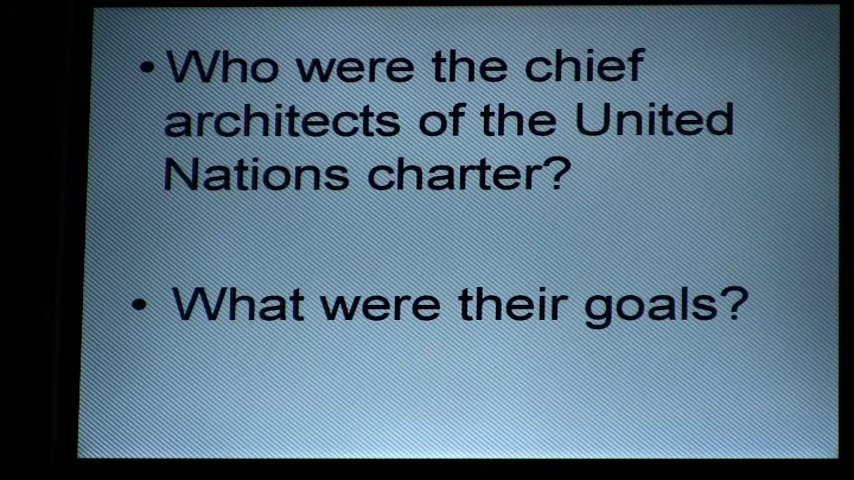 • Who were the chief
architects of the United
Nations charter?
• What were their goals?